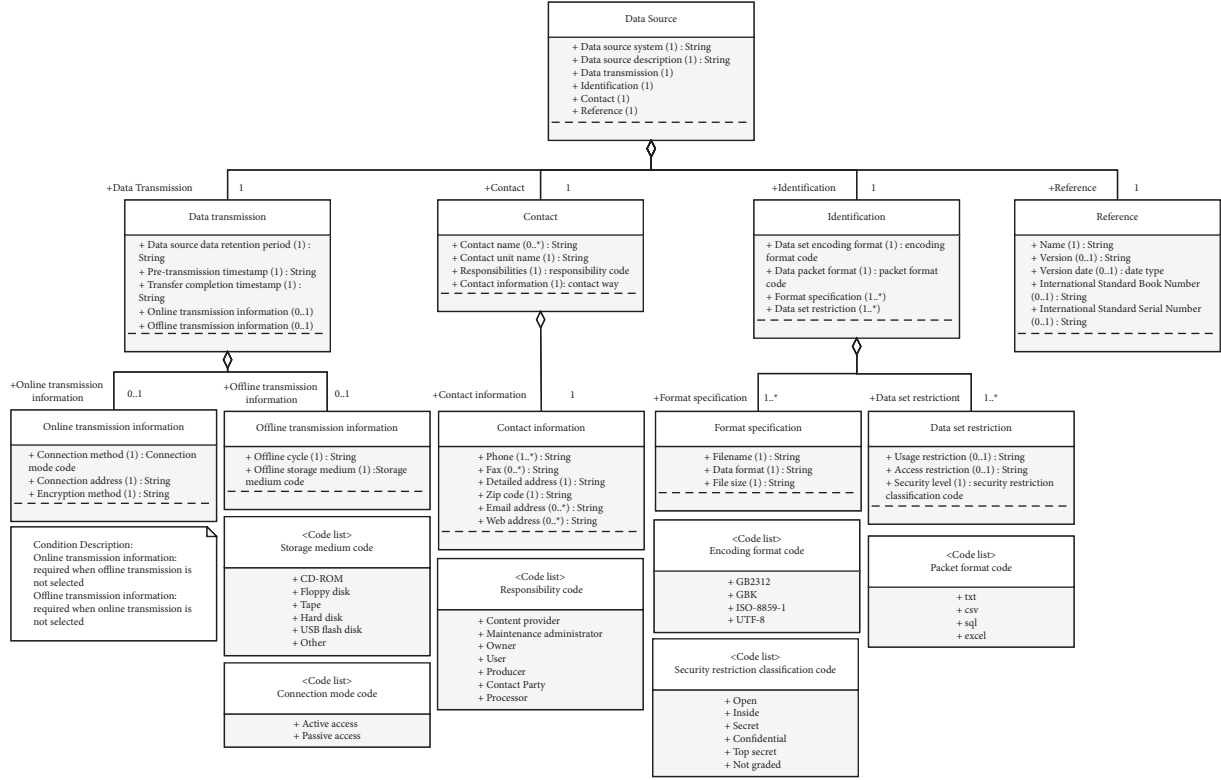 Data Source
+ Data source system (1) : String
+ Data source description (1) : String
+ Data transmission (1)
+ Identification (1)
+ Contact (1)
+ Reference (1)
+Data Transmission
1
+Contact
1
+Identification
1
+Reference
1
Data transmission
+ Data source data retention period (1) :
String
+ Pre-transmission timestamp (1) : String
+ Transfer completion timestamp (1) :
String
+ Online transmission information (0..1)
+ Offline transmission information (0..1)
Contact
+ Contact name (0..*) : String
+ Contact unit name (1) : String
+ Responsibilities (1) : responsibility code
+ Contact information (1): contact way
Identification
+ Data set encoding format (1) : encoding
format code
+ Data packet format (1) : packet format
code
+ Format specification (1..*)
+ Data set restriction (1..*)
Reference
+ Name (1) : String
+ Version (0..1) : String
+ Version date (0..1) : date type
+ International Standard Book Number
(0..1) : String
+ International Standard Serial Number
(0..1) : String
+Online transmission
information
0..1
+Offline transmission
information
0..1
+Contact information
1
+Format specification
1..*
+Data set restrictiont
1..*
Online transmission information
+ Connection method (1) : Connection
mode code
+ Connection address (1) : String
+ Encryption method (1) : String
Offline transmission information
+ Offline cycle (1) : String
+ Offline storage medium (1) :Storage
medium code
Contact information
+ Phone (1..*) : String
+ Fax (0..*) : String
+ Detailed address (1) : String
+ Zip code (1) : String
+ Email address (0..*) : String
+ Web address (0..*) : String
Format specification
+ Filename (1) : String
+ Data format (1) : String
+ File size (1) : String
Data set restriction
+ Usage restriction (0..1) : String
+ Access restriction (0..1) : String
+ Security level (1) : security restriction
classification code
Condition Description:
Online transmission information:
required when offline transmission is
not selected
Offline transmission information:
required when online transmission is
not selected
<Code list>
Storage medium code
+ CD-ROM
+ Floppy disk
+ Tape
+ Hard disk
+ USB flash disk
+ Other
<Code list>
Connection mode code
+ Active access
+ Passive access
<Code list>
Responsibility code
+ Content provider
+ Maintenance administrator
+ Owner
+ User
+ Producer
+ Contact Party
+ Processor
<Code list>
Encoding format code
+ GB2312
+ GBK
+ ISO-8859-1
+ UTF-8
<Code list>
Security restriction classification code
+ Open
+ Inside
+ Secret
+ Confidential
+ Top secret
+ Not graded
<Code list>
Packet format code
+ txt
+ csv
+ sql
+ excel